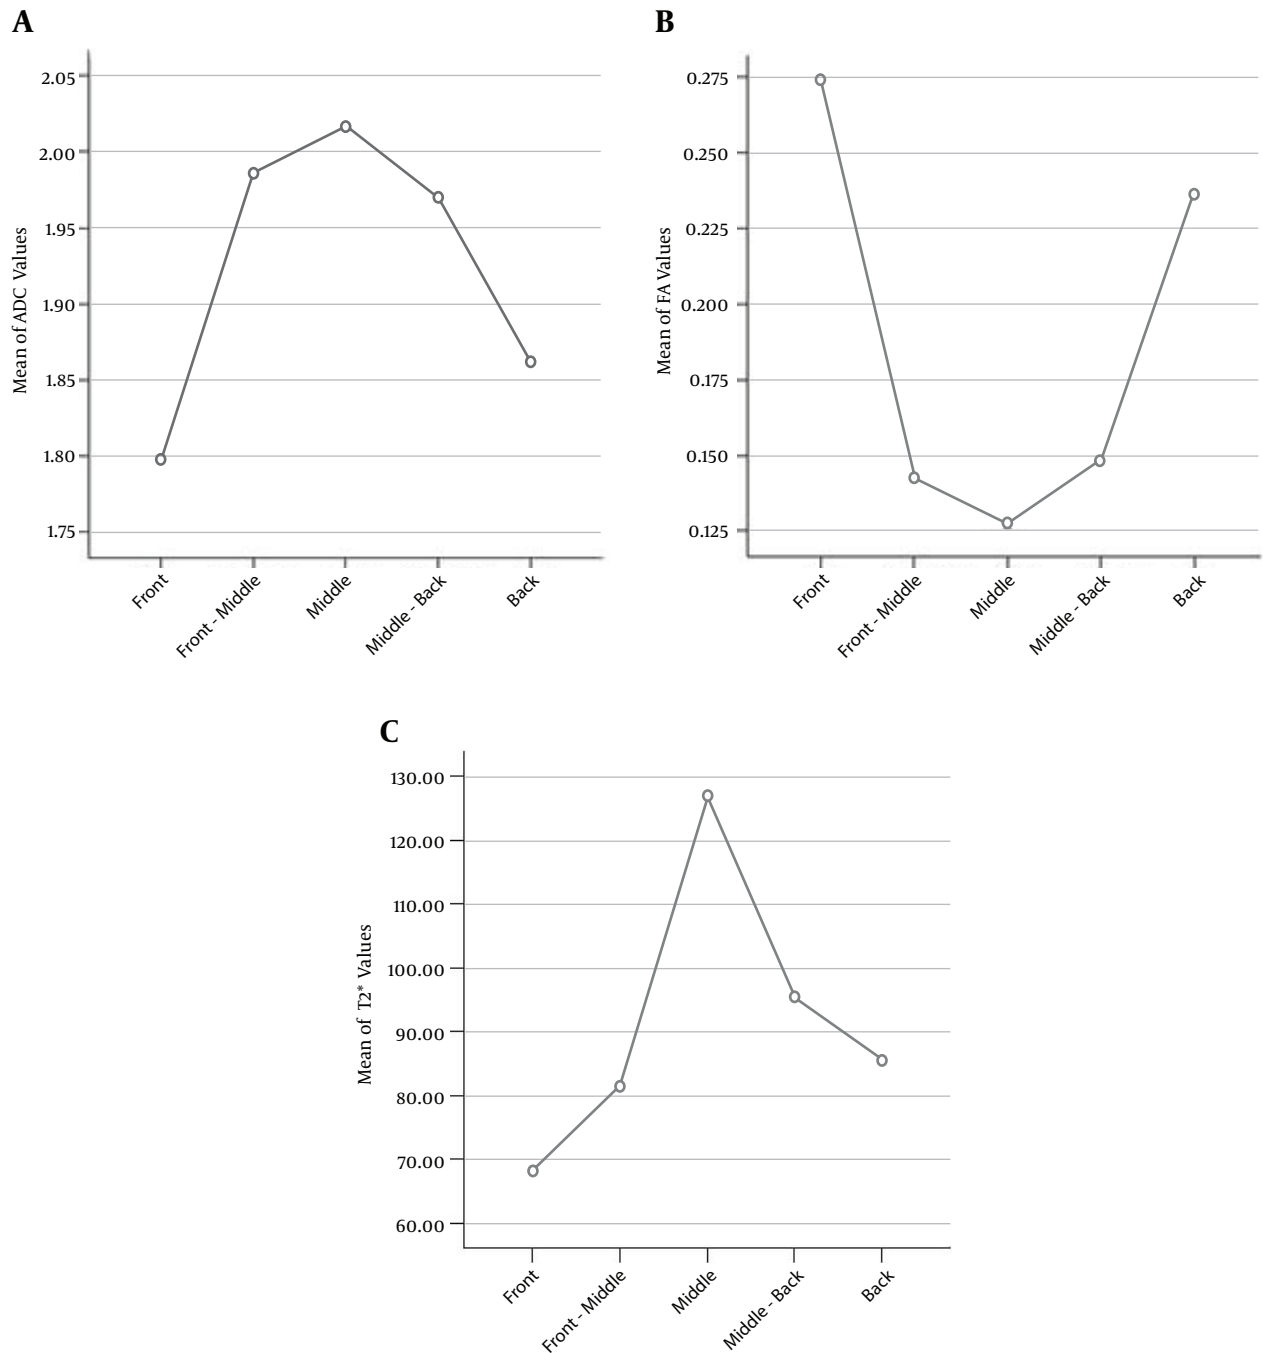 A
Mean of ADC Values
2.05
2.00
1.95
1.90
1.85
1.80
1.75
Front
Front - Middle
Middle
Middle - Back
Back
B
Mean of FA Values
0.275
0.250
0.225
0.200
0.175
0.150
0.125
Front
Front - Middle
Middle
Middle - Back
Back
C
Mean of T2* Values
130.00
120.00
110.00
100.00
90.00
80.00
70.00
60.00
Front
Front - Middle
Middle
Middle - Back
Back